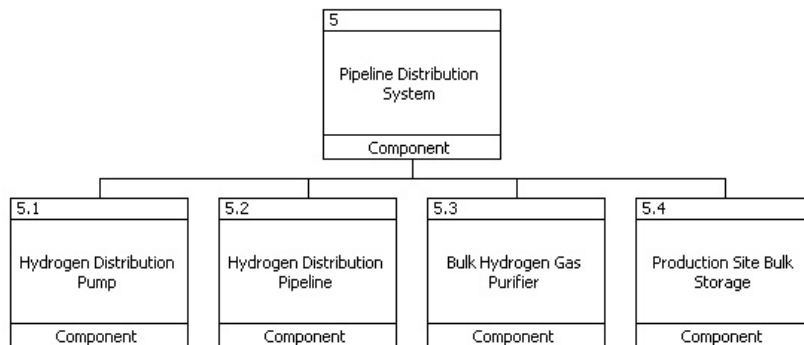 5
Pipeline Distribution
System
Component
5.1
Hydrogen Distribution
Pump
Component
5.2
Hydrogen Distribution
Pipeline
Component
5.3
Bulk Hydrogen Gas
Purifier
Component
5.4
Production Site Bulk
Storage
Component